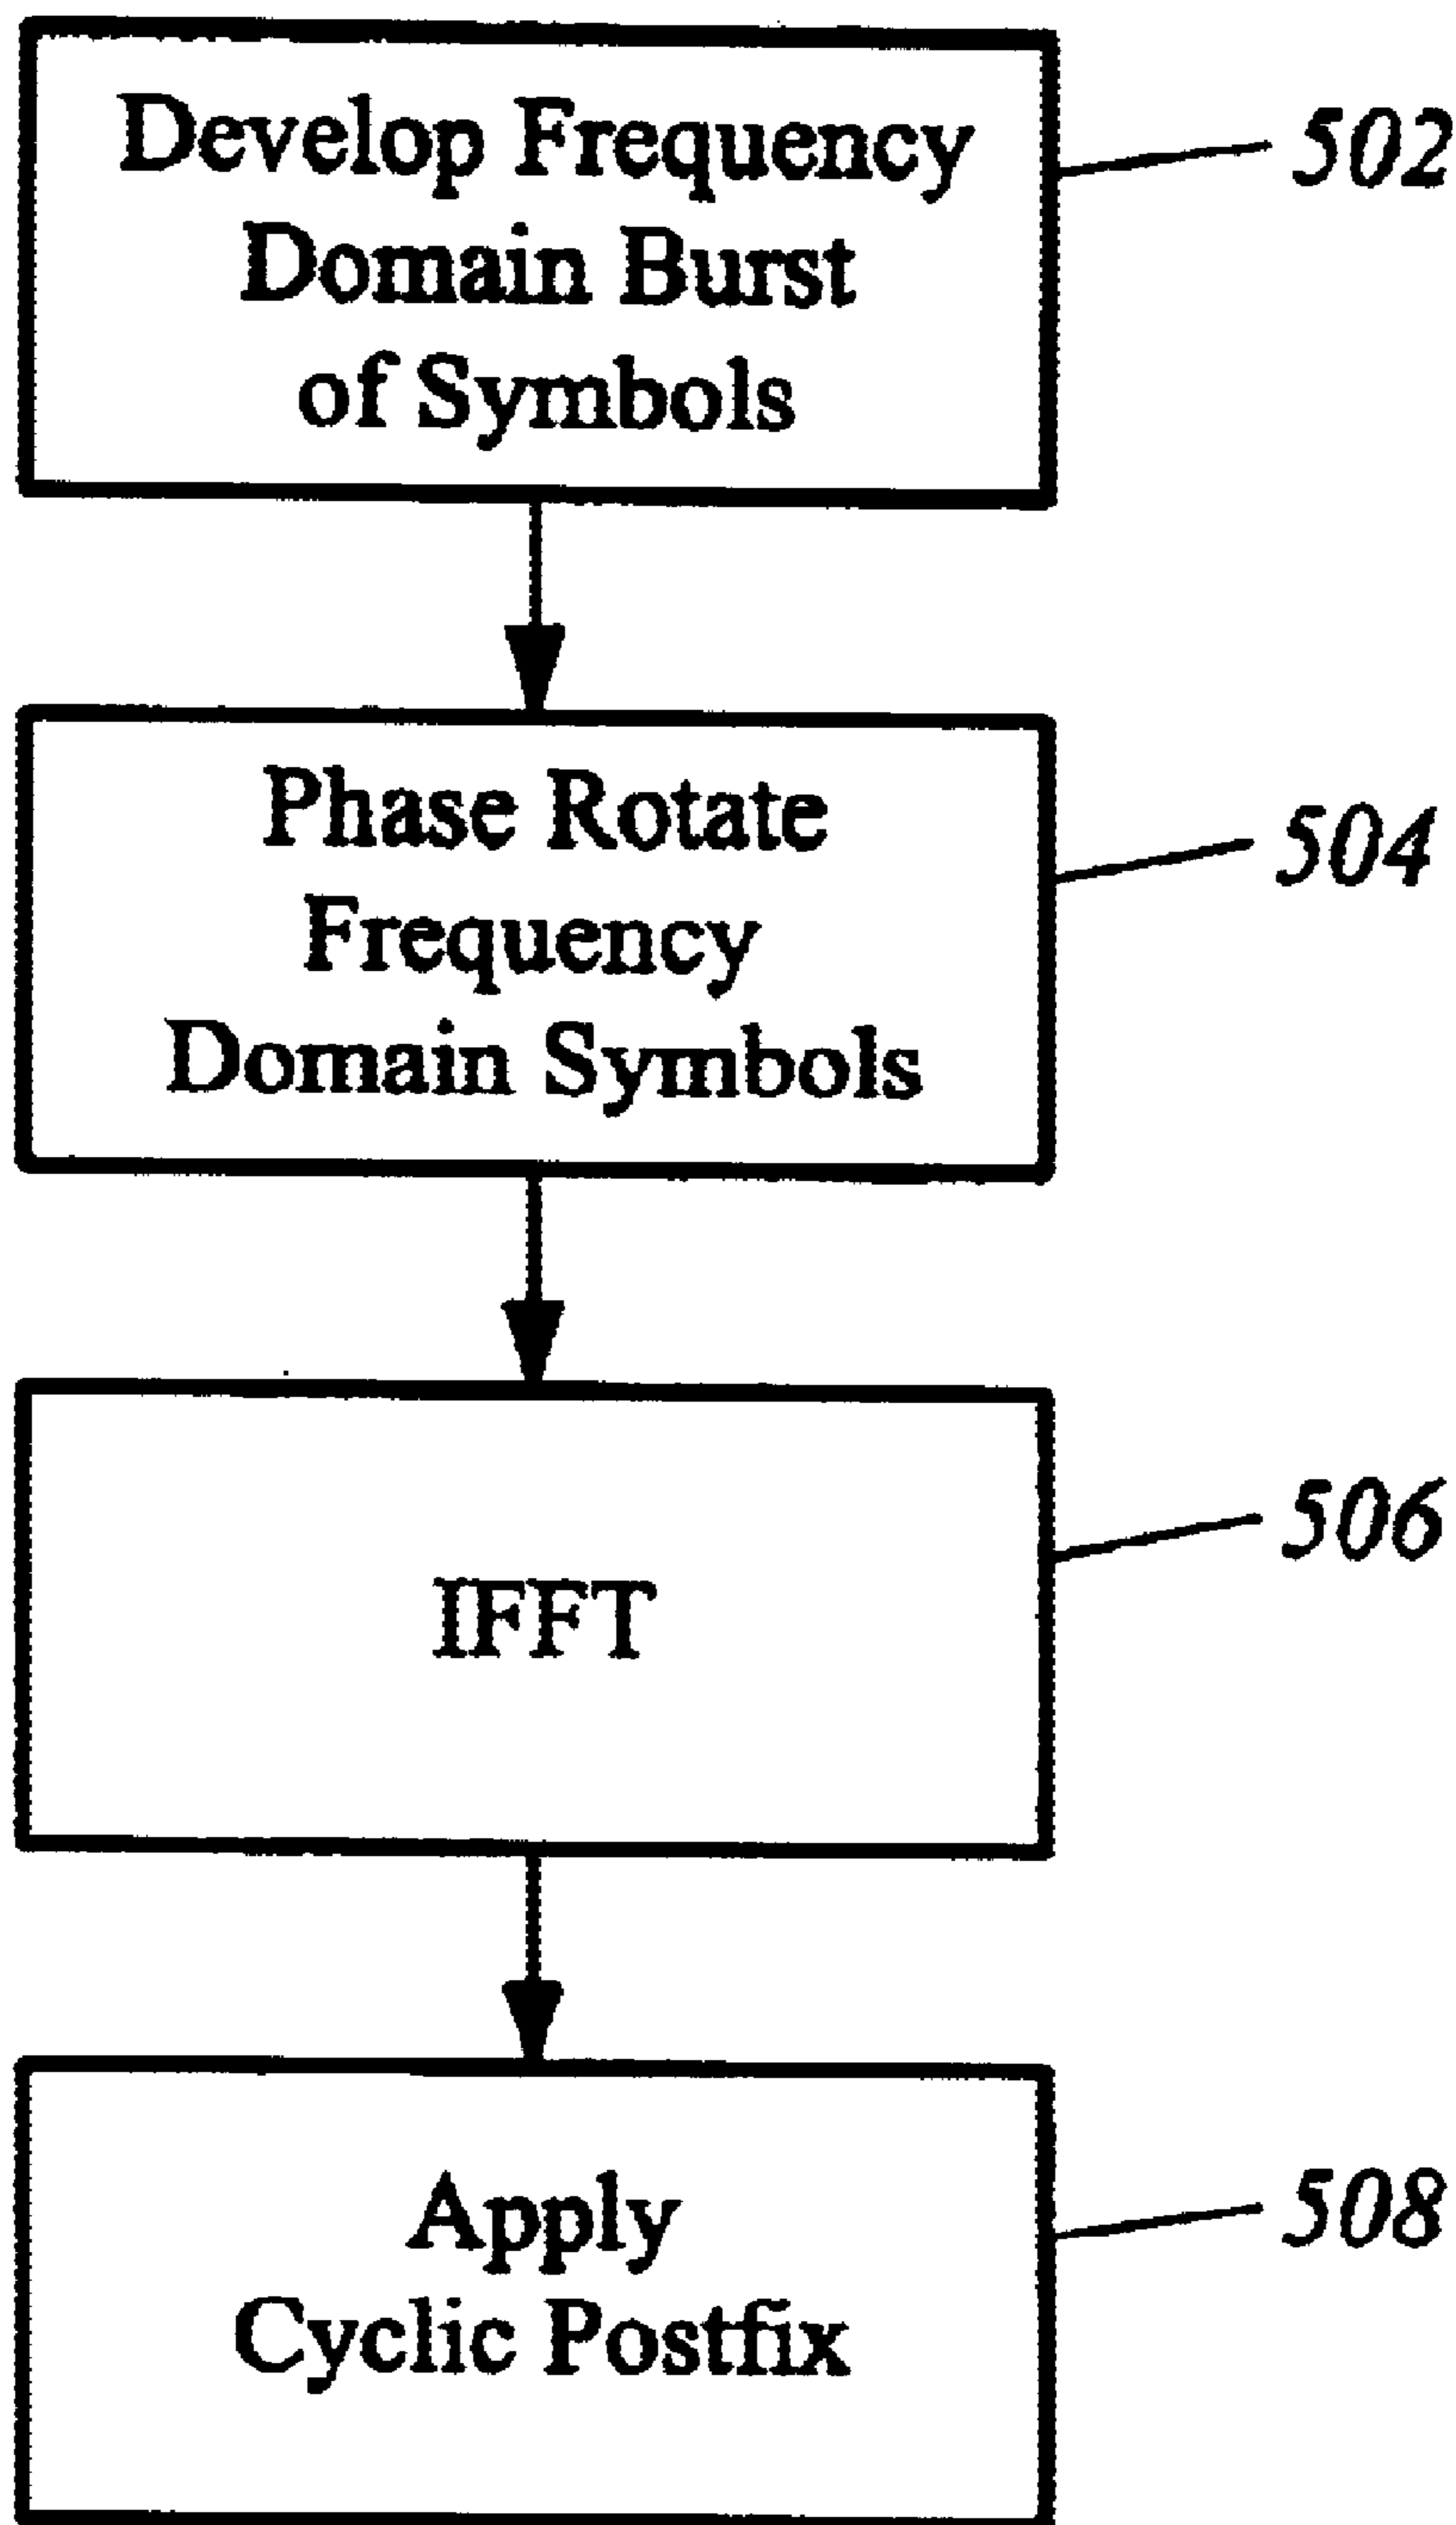 Develop Frequency
Domain Burst
of Symbols
502
Phase Rotate
Frequency
Domain Symbols
504
IFFT
506
Apply
Cyclic Postfix
508